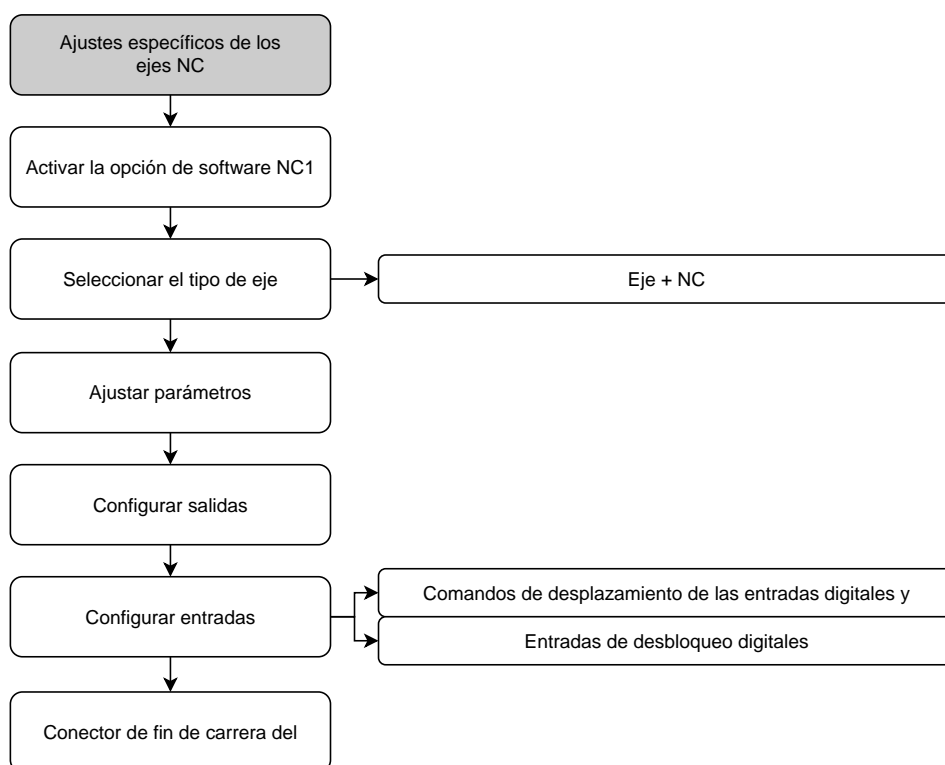 Ajustes específicos de los
ejes NC
Activar la opción de software NC1
Seleccionar el tipo de eje
Eje + NC
Ajustar parámetros
Configurar salidas
Configurar entradas
Comandos de desplazamiento de las entradas digitales y
Entradas de desbloqueo digitales
Conector de fin de carrera del